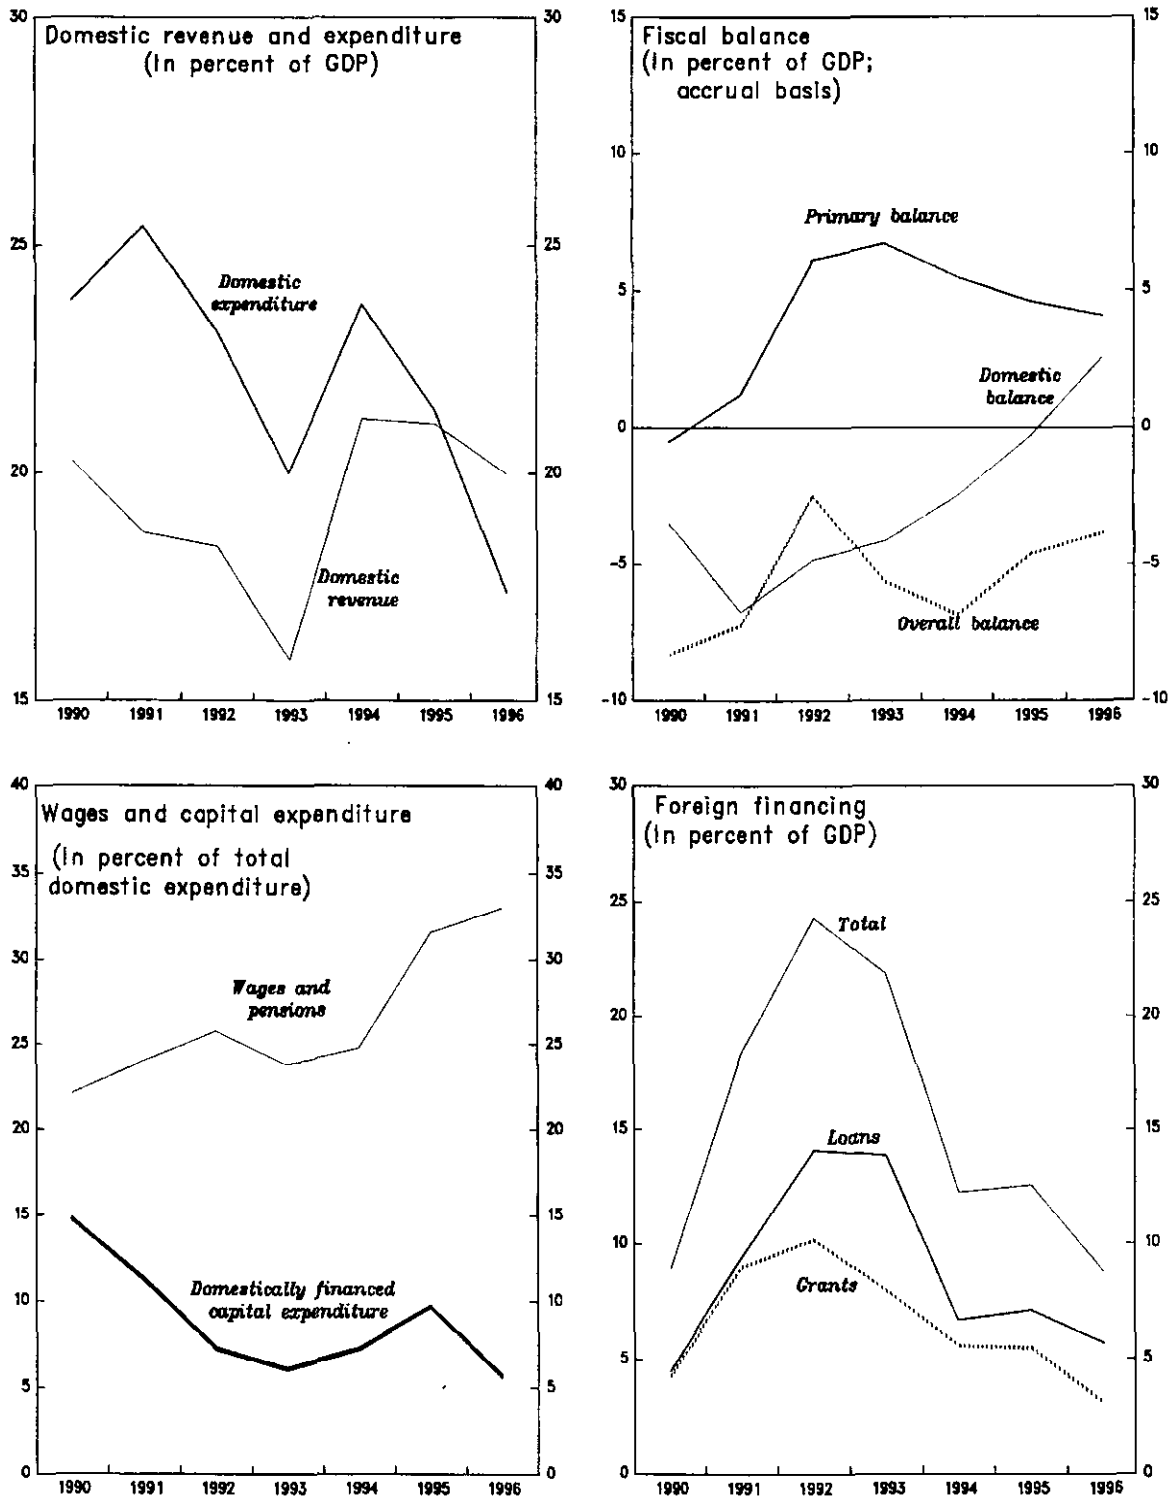 Domestic revenue and expenditure
(In percent of GDP)
30
25
20
15
30
25
20
15
Domestic
expenditure
Domestic
revenue
1990 1991 1992 1993 1994 1995 1996
Fiscal balance
(In percent of GDP;
accrual basis)
15
10
5
0
-5
-10
15
10
5
0
-5
-10
Primary balance
Domestic
balance
Overall balance
1990 1991 1992 1993 1994 1995 1996
Wages and capital expenditure
(In percent of total
domestic expenditure)
40
35
30
25
20
15
10
5
0
40
35
30
25
20
15
10
5
0
Wages and
pensions
Domestically financed
capital expenditure
1990 1991 1992 1993 1994 1995 1996
Foreign financing
(In percent of GDP)
30
25
20
15
10
5
0
30
25
20
15
10
5
0
Total
Loans
Grants
1990 1991 1992 1993 1994 1995 1996